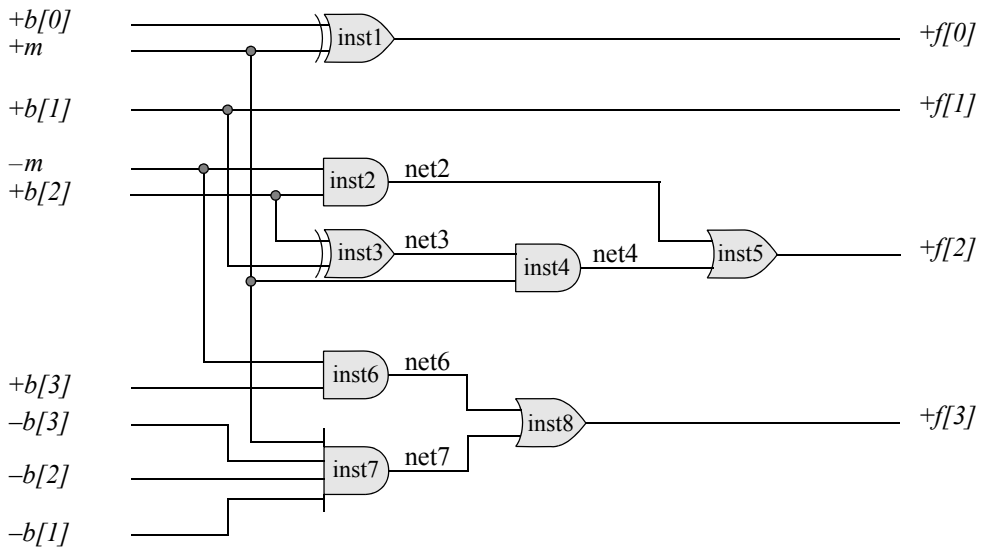 +b[0]
+m
inst1
+f[0]
+b[1]
+f[1]
–m
+b[2]
inst2
net2
inst3
net3
inst4
net4
inst5
+f[2]
inst6
net6
+b[3]
–b[3]
inst8
+f[3]
inst7
net7
–b[2]
–b[1]